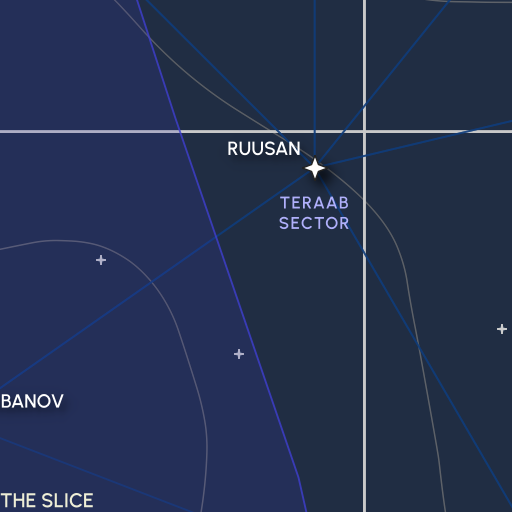 RUUSAN
TERAAB
SECTOR
BANOV
THE SLICE